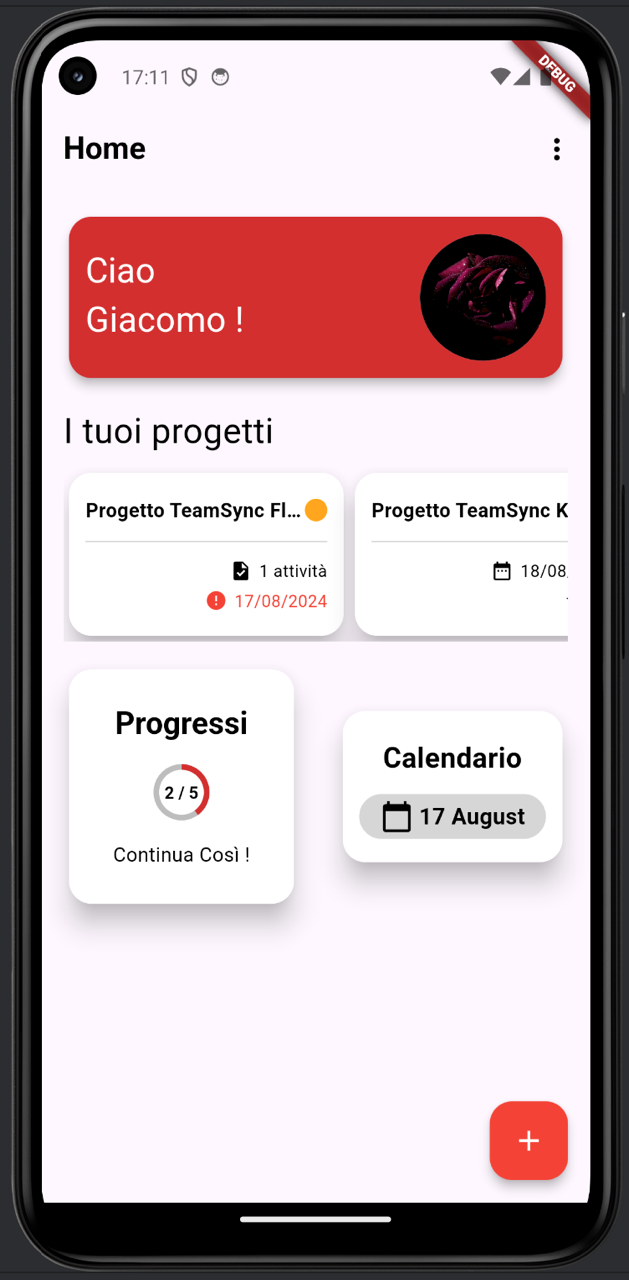 17:11
DEBUG
Home
Ciao
Giacomo !
I tuoi progetti
Progetto TeamSync Fl...
Progetto TeamSync K
1 attività
18/08
17/08/2024
Progressi
2 / 5
Continua Così !
Calendario
17 August